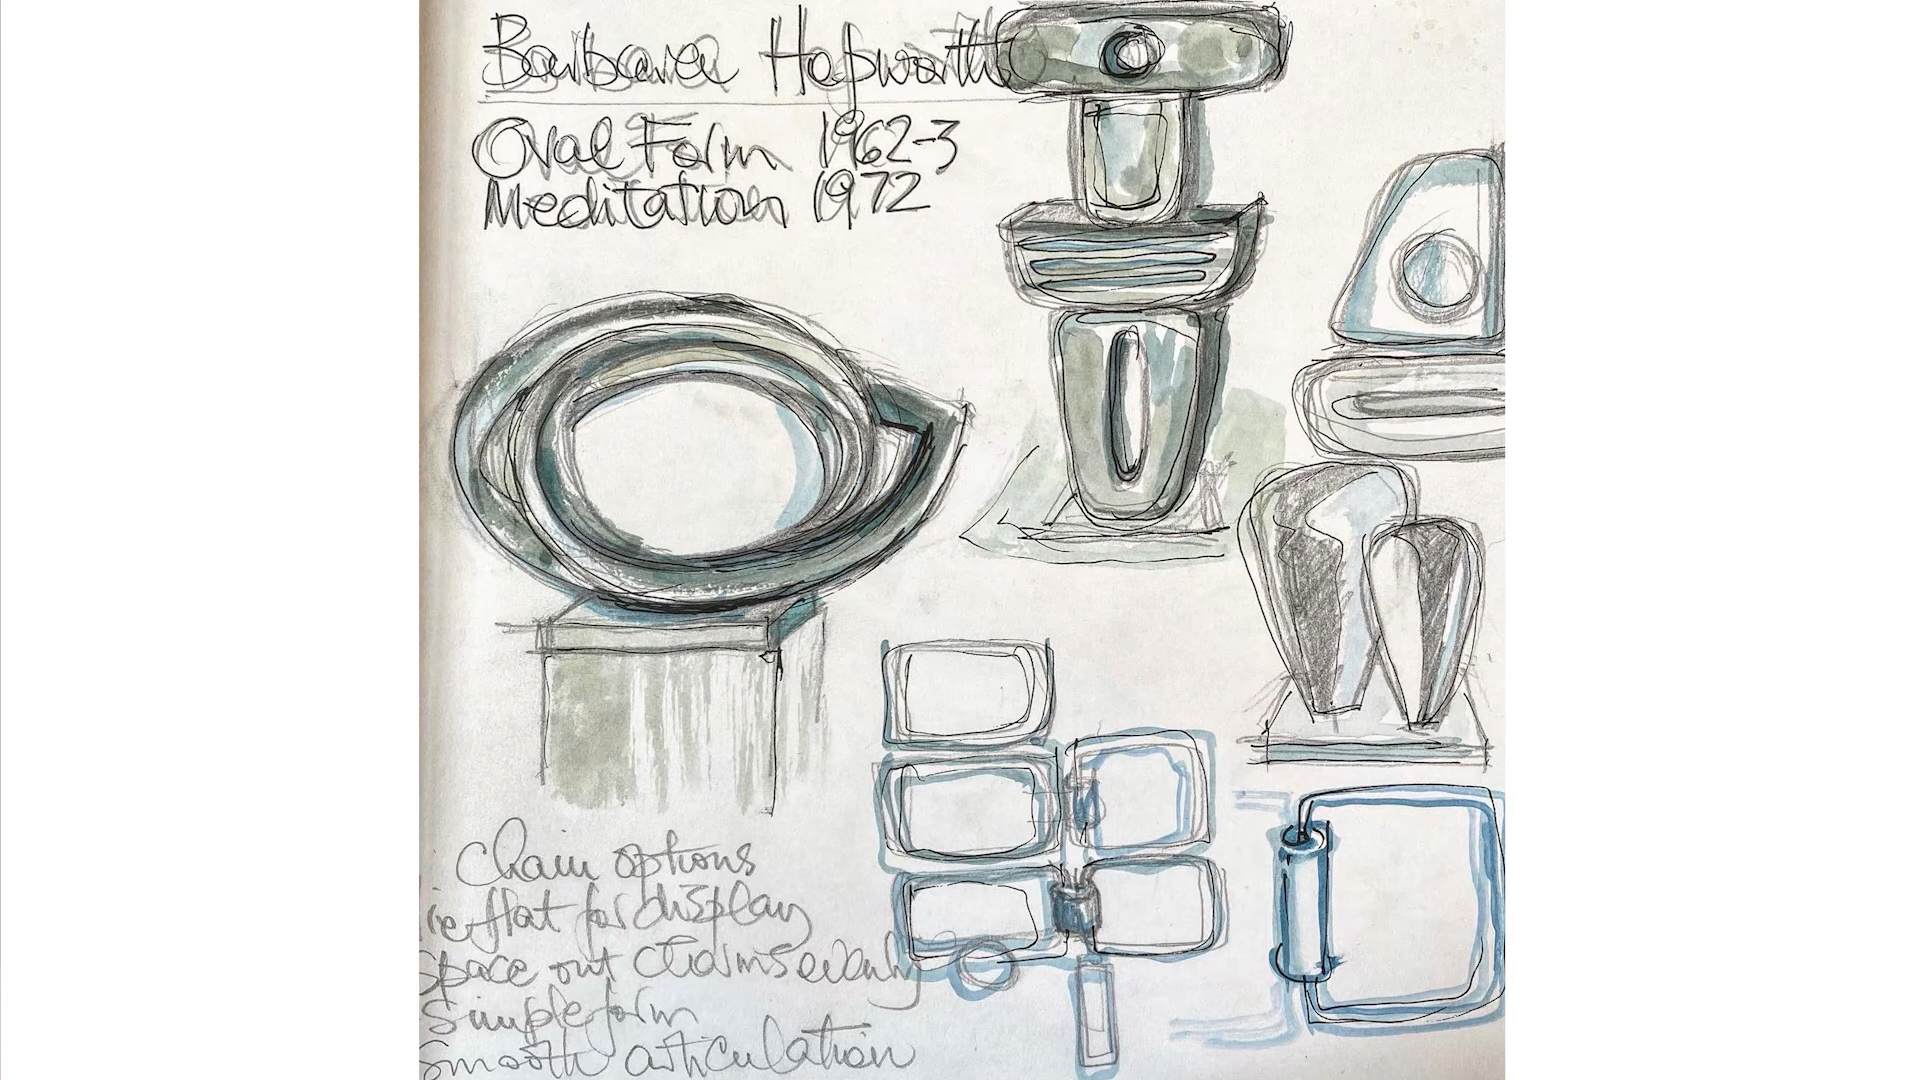 Barbara Hepworth
Oval Form 1962-3
Meditation 1972
Chain options
lie flat for display
space out charms evenly
simple form
smooth articulation